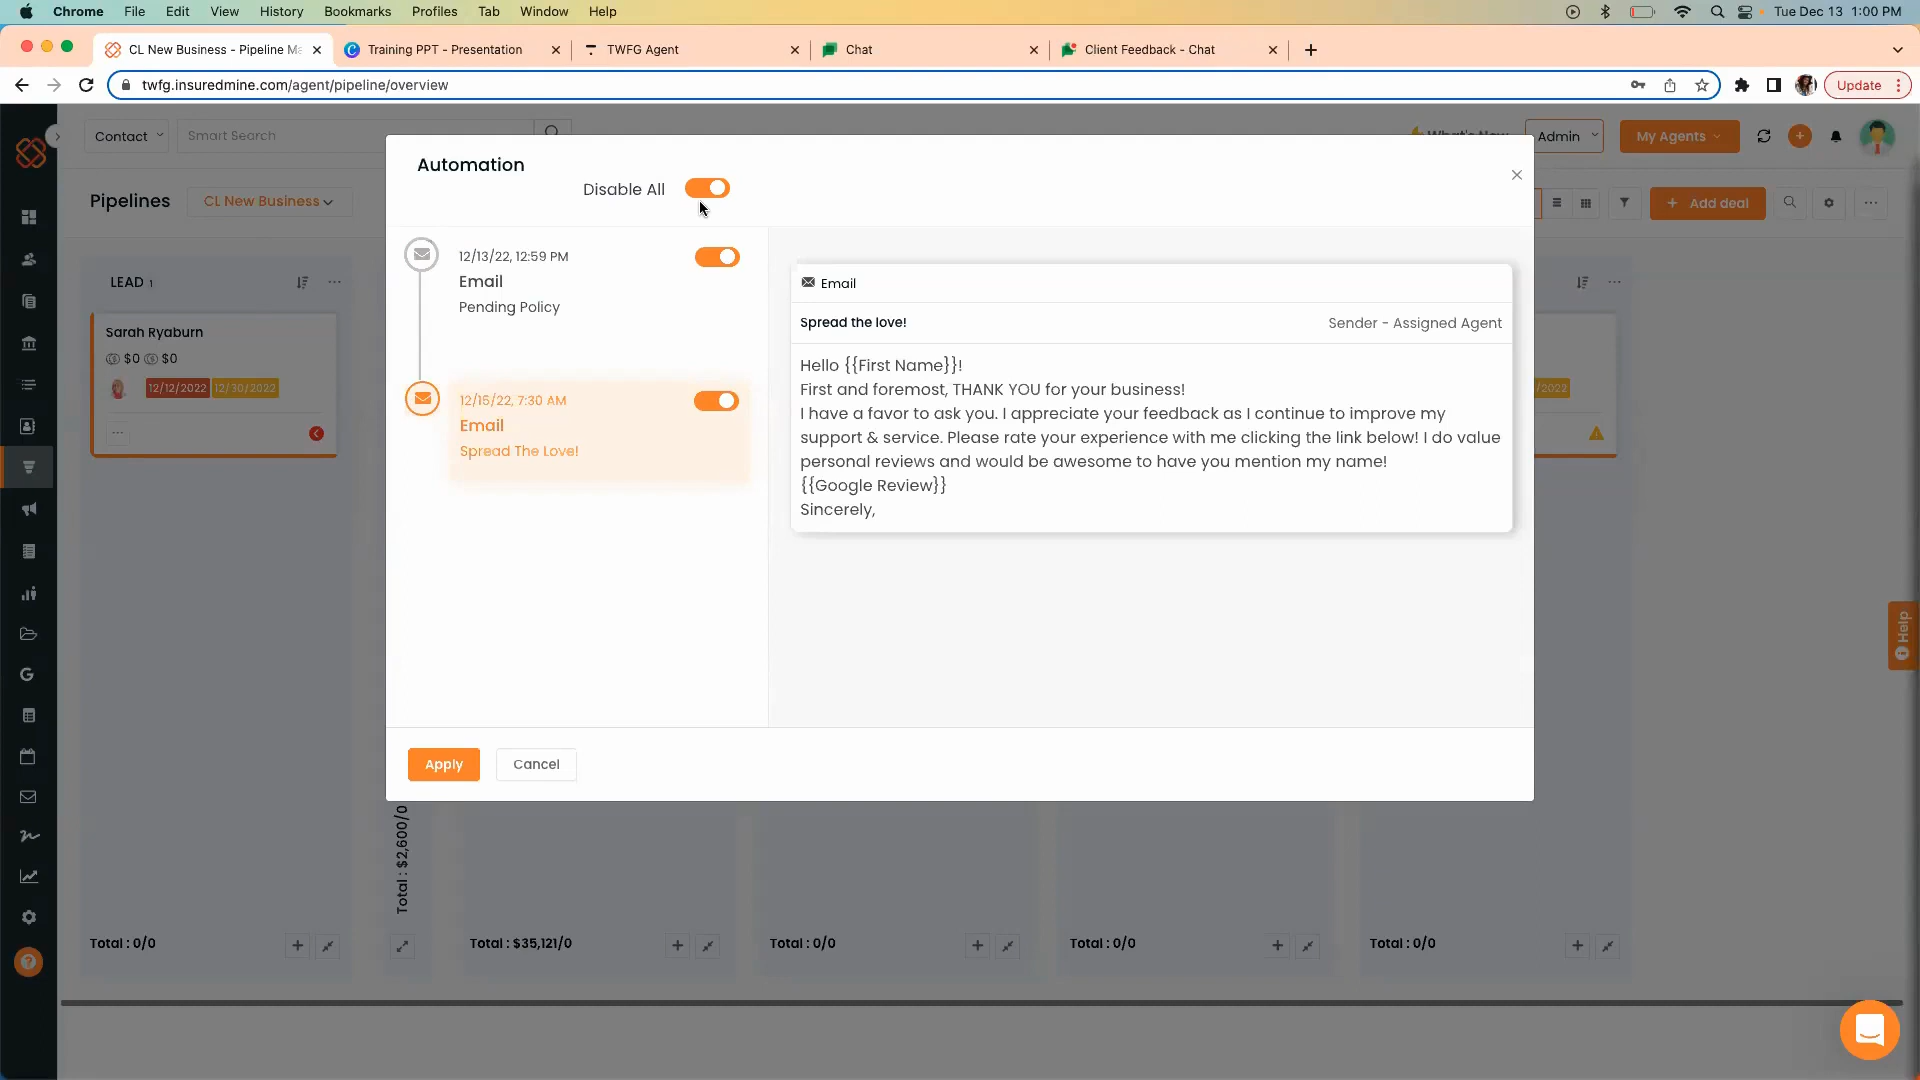 Chrome File Edit View History Bookmarks Profiles Tab Window Help Tue Dec 13 1:00 PM
CL New Business - Pipeline Ma Training PPT - Presentation TWFG Agent Chat Client Feedback - Chat
twfg.insuredmine.com/agent/pipeline/overview Update
Contact Smart Search What's New Admin My Agents
Automation
Disable All
Pipelines CL New Business Add deal
12/13/22, 12:59 PM
Email
Pending Policy
LEAD 1
Email
Sarah Ryaburn
$0 $0
12/12/2022 12/30/2022
Spread the love! Sender - Assigned Agent
Hello {{First Name}}!
First and foremost, THANK YOU for your business!
I have a favor to ask you. I appreciate your feedback as I continue to improve my
support & service. Please rate your experience with me clicking the link below! I do value
personal reviews and would be awesome to have you mention my name!
{{Google Review}}
Sincerely,
12/15/22, 7:30 AM
Email
Spread The Love!
Help
Apply Cancel
Total : $2,600/0
Total : 0/0 Total : $35,121/0 Total : 0/0 Total : 0/0 Total : 0/0